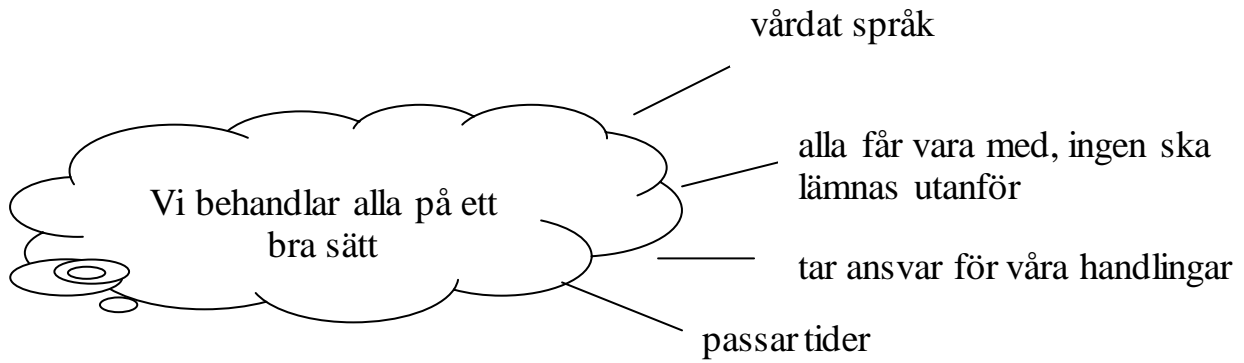 vårdat språk
alla får vara med, ingen ska
lämnas utanför
Vi behandlar alla på ett
bra sätt
tar ansvar för våra handlingar
passar tider